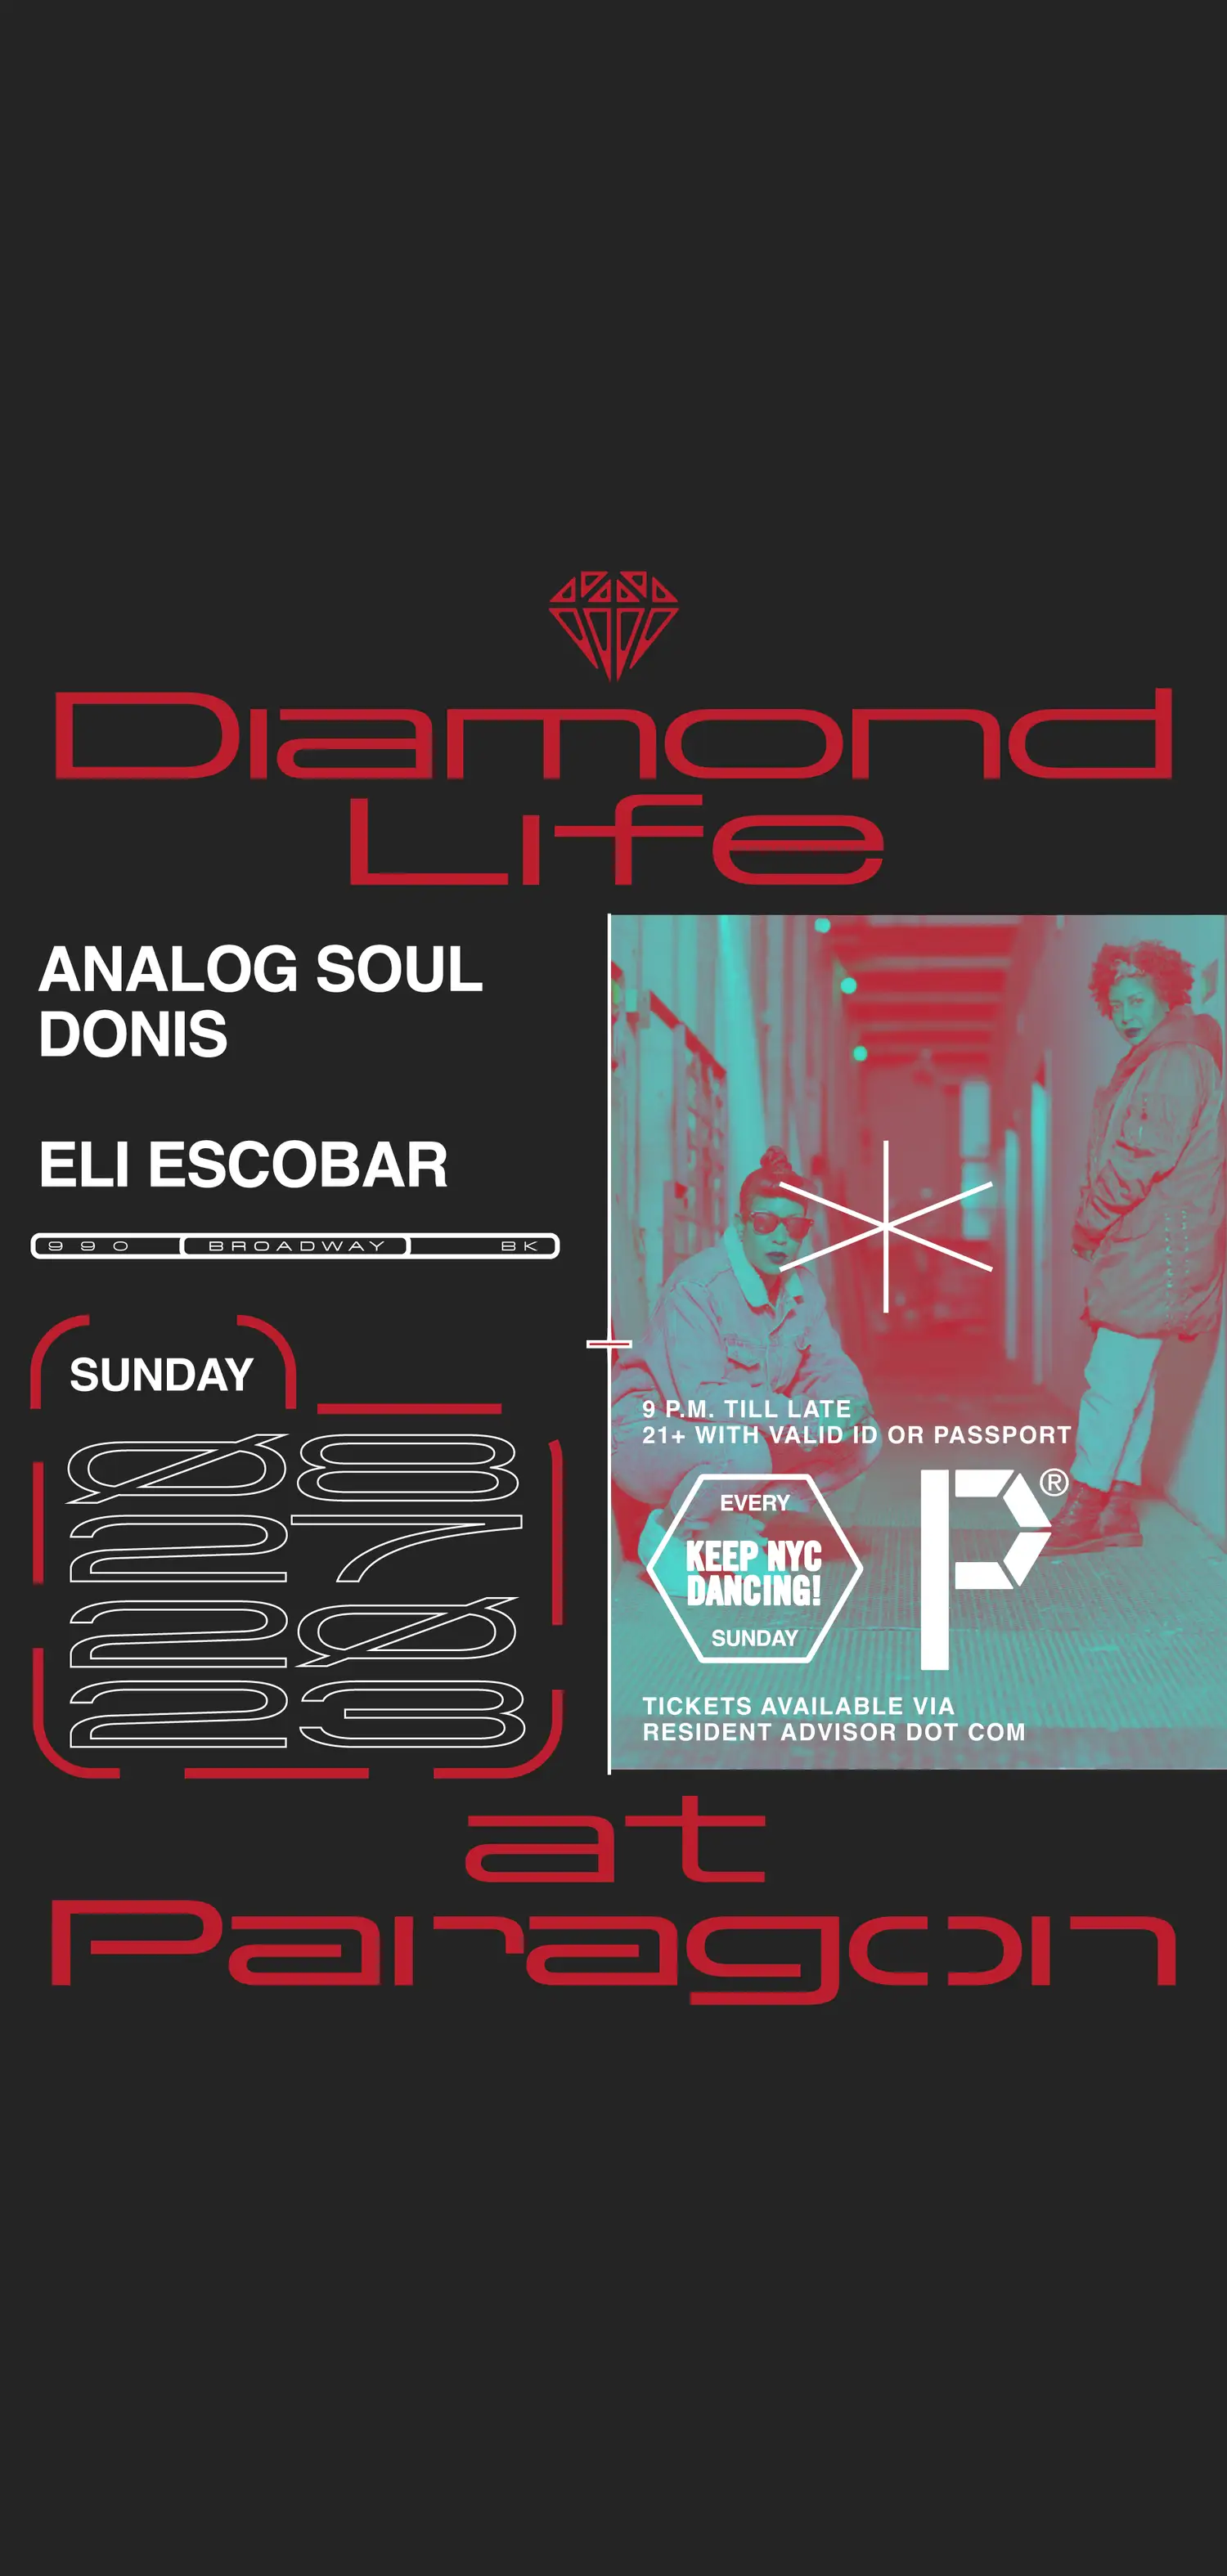 Diamond
Life
ANALOG SOUL
DONIS
ELI ESCOBAR
990 BROADWAY BK
SUNDAY
08
27
20
23
9 P.M. TILL LATE
21+ WITH VALID ID OR PASSPORT
EVERY
KEEP NYC
DANCING!
SUNDAY
P®
TICKETS AVAILABLE VIA
RESIDENT ADVISOR DOT COM
at
Paragon